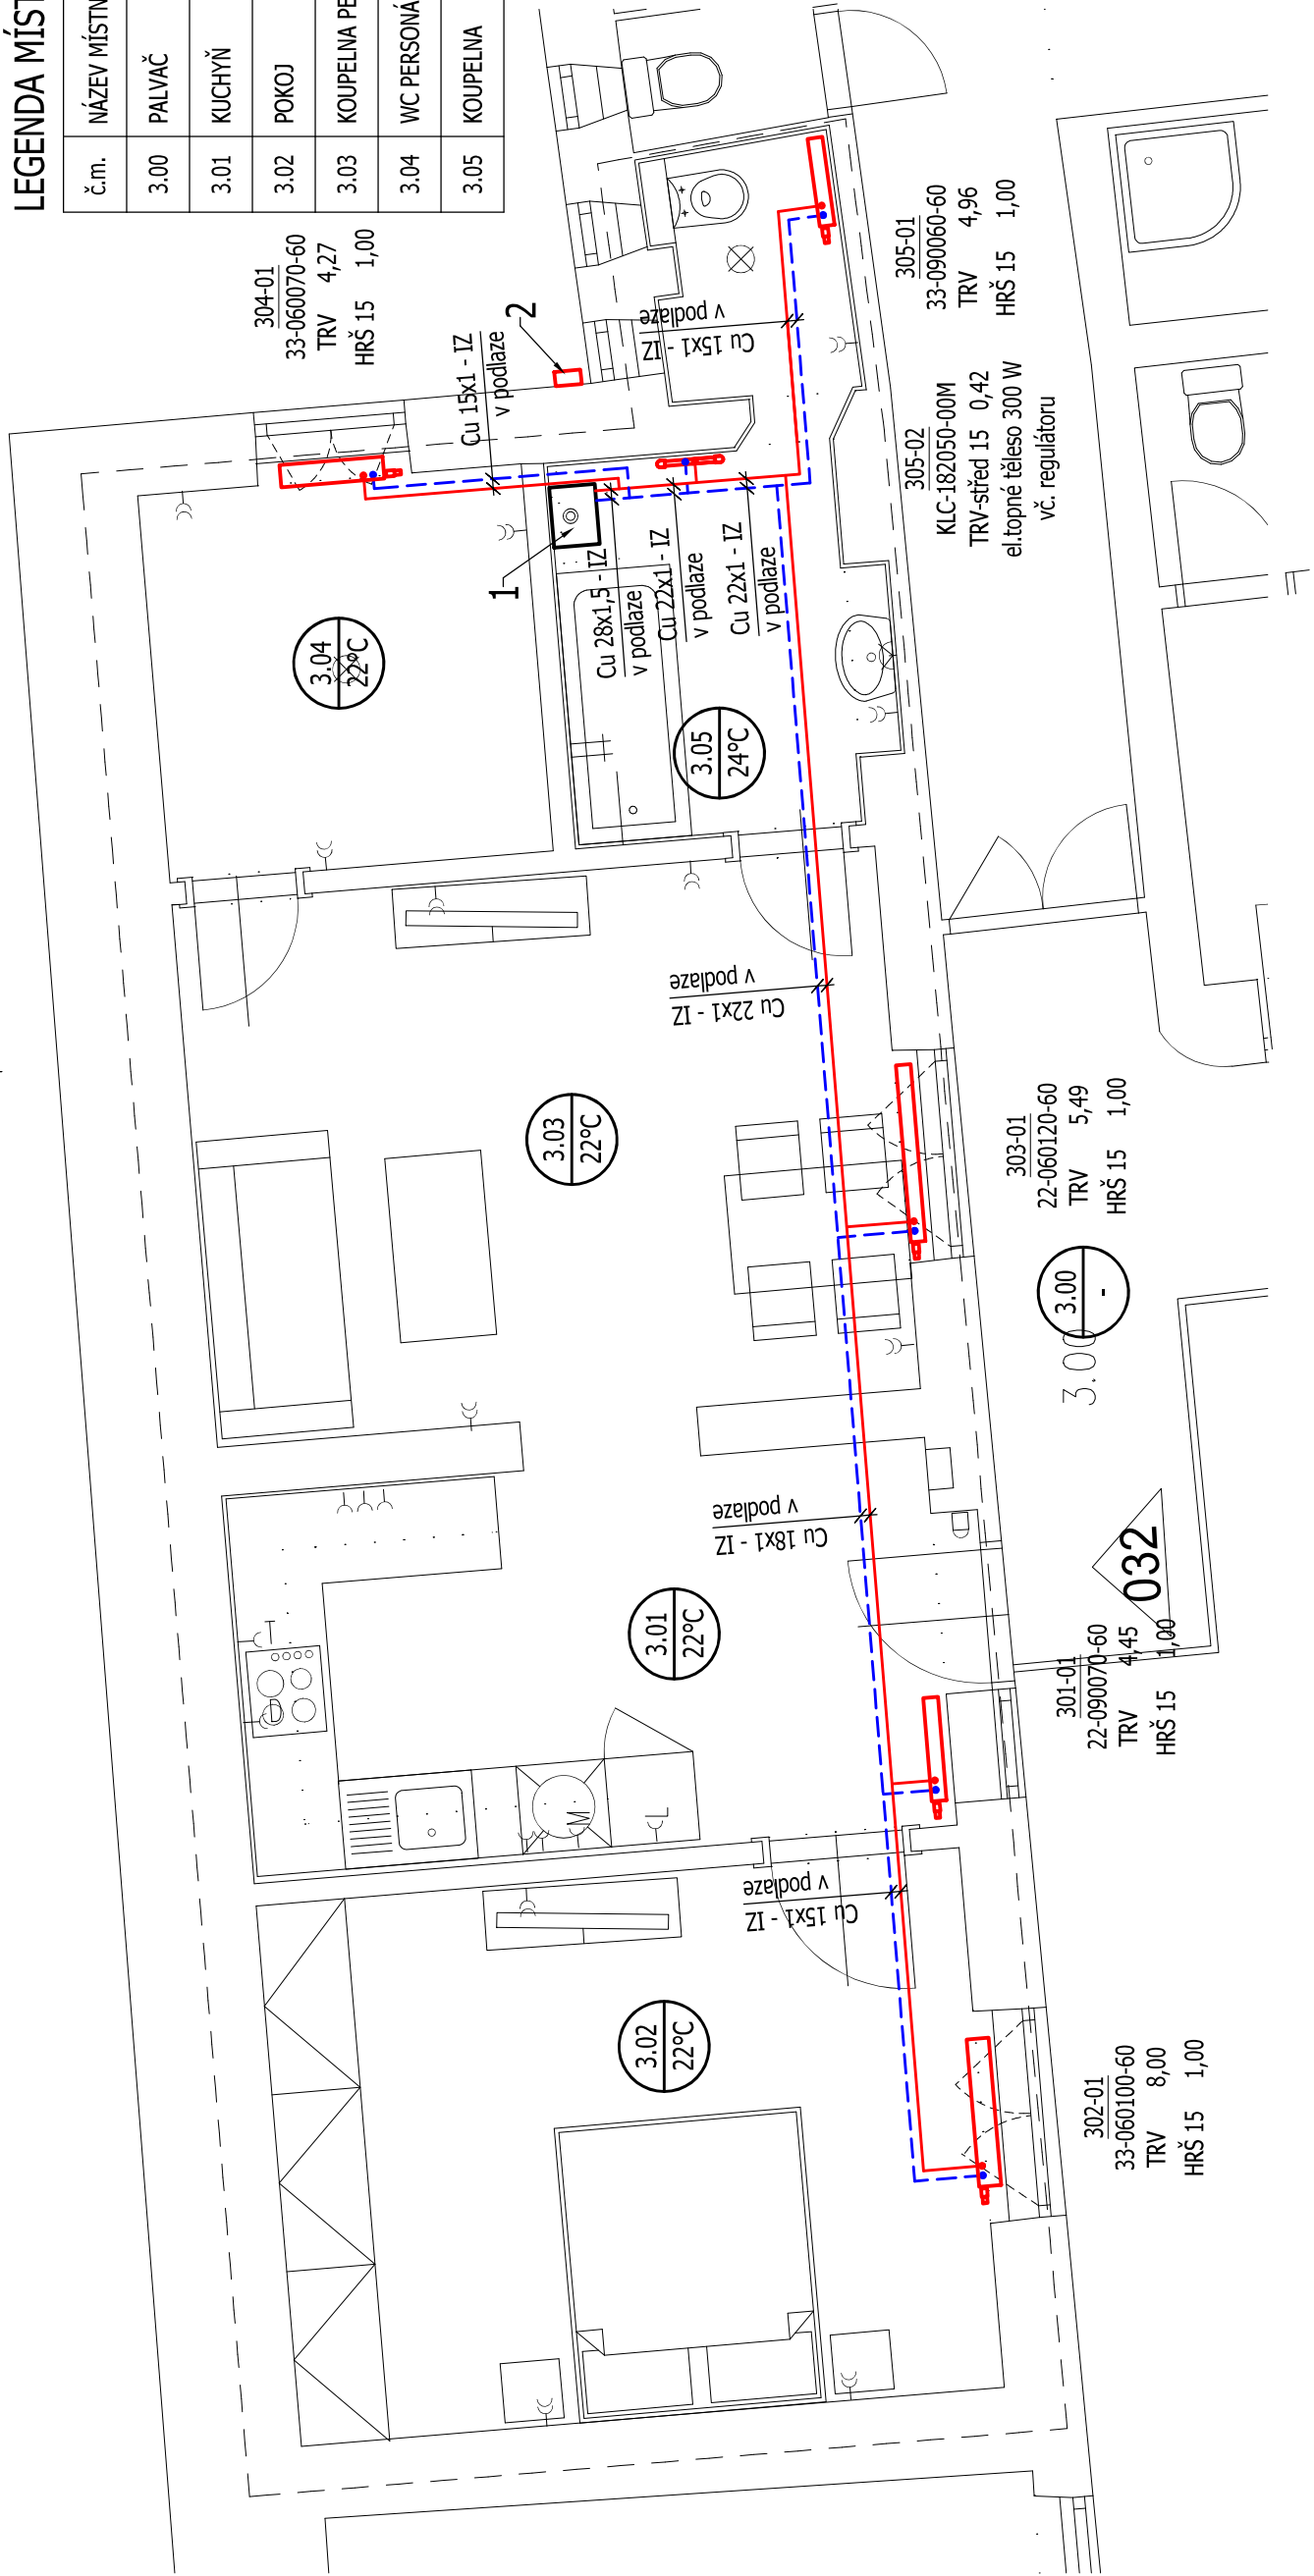 LEGENDA MÍST
č.m. NÁZEV MÍSTN
3.00 PALVAČ
3.01 KUCHYŇ
3.02 POKOJ
3.03 KOUPELNA PE
3.04 WC PERSONÁ
3.05 KOUPELNA
304-01
33-060070-60
TRV 4,27
HRŠ 15 1,00
Cu 15x1 - IZ
v podlaze
2
1
Cu 15x1 - IZ
v podlaze
305-01
33-090060-60
TRV 4,96
HRŠ 15 1,00
305-02
KLC-182050-00M
TRV-střed 15 0,42
el.topné těleso 300 W
vč. regulátoru
Cu 28x1,5 - IZ
v podlaze
Cu 22x1 - IZ
v podlaze
Cu 22x1 - IZ
v podlaze
3.04
22°C
3.05
24°C
Cu 22x1 - IZ
v podlaze
3.03
22°C
303-01
22-060120-60
TRV 5,49
HRŠ 15 1,00
3.00
-
3.00
Cu 18x1 - IZ
v podlaze
032
3.01
22°C
T
D
M
L
301-01
22-090070-60
TRV 4,45
HRŠ 15 1,00
Cu 15x1 - IZ
v podlaze
3.02
22°C
302-01
33-060100-60
TRV 8,00
HRŠ 15 1,00